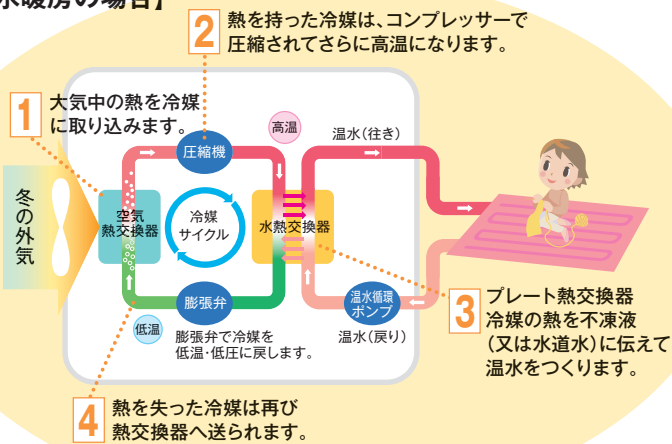 水暖房の場合】
2
熱を持った冷媒は、コンプレッサーで
圧縮されてさらに高温になります。
1
大気中の熱を冷媒
に取り込みます。
高温
圧縮機
温水(往き)
冬の外気
空気
熱交換器
冷媒
サイクル
水熱交換器
膨張弁
温水循環
ポンプ
低温
膨張弁で冷媒を
低温・低圧に戻します。
温水(戻り)
3
プレート熱交換器
冷媒の熱を不凍液
(又は水道水)に伝えて
温水をつくります。
4
熱を失った冷媒は再び
熱交換器へ送られます。